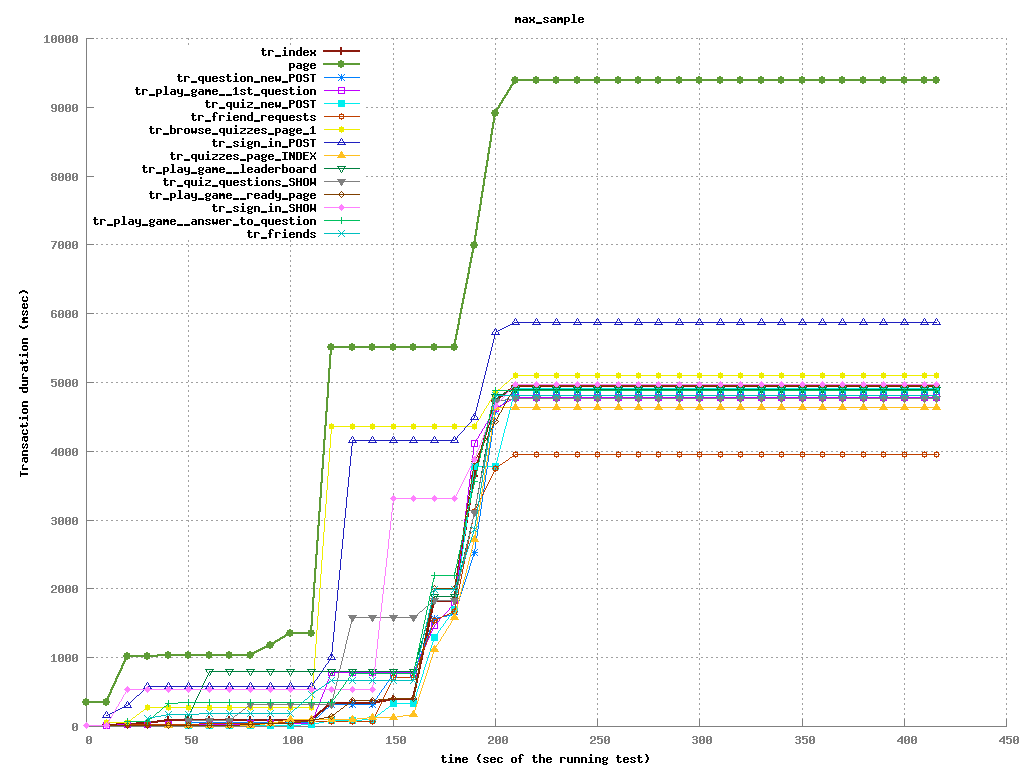 max_sample
10000
9000
8000
7000
6000
5000
4000
3000
2000
1000
0
Transaction duration (msec)
tr_index
page
tr_question_new_POST
tr_play_game__1st_question
tr_quiz_new_POST
tr_friend_requests
tr_browse_quizzes_page_1
tr_sign_in_POST
tr_quizzes_page_INDEX
tr_play_game__leaderboard
tr_quiz_questions_SHOW
tr_play_game__ready_page
tr_sign_in_SHOW
tr_play_game__answer_to_question
tr_friends
0 50 100 150 200 250 300 350 400 450
time (sec of the running test)